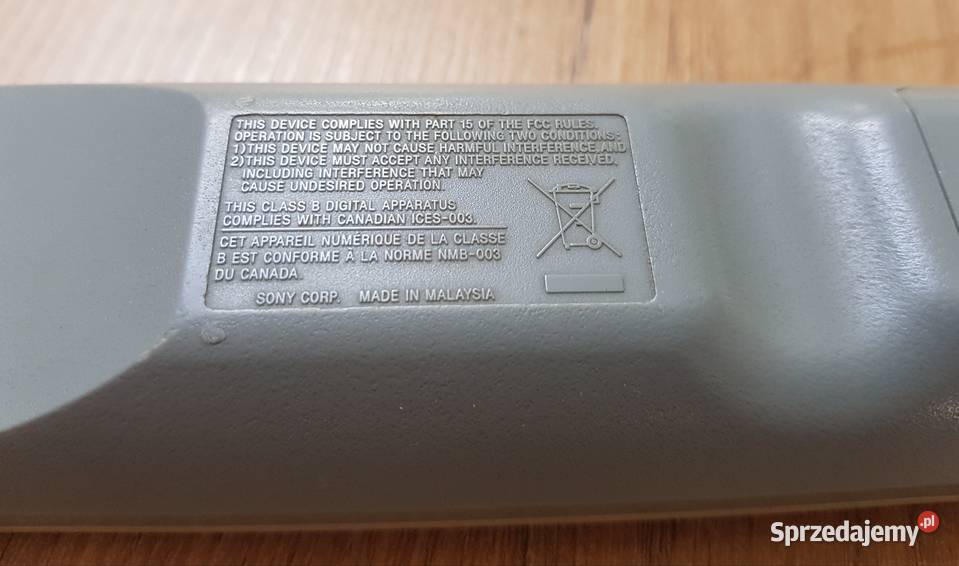 THIS DEVICE COMPLIES WITH PART 15 OF THE FCC RULES.
OPERATION IS SUBJECT TO THE FOLLOWING TWO CONDITIONS:
1) THIS DEVICE MAY NOT CAUSE HARMFUL INTERFERENCE,AND
2) THIS DEVICE MUST ACCEPT ANY INTERFERENCE RECEIVED,
INCLUDING INTERFERENCE THAT MAY
CAUSE UNDESIRED OPERATION.
THIS CLASS B DIGITAL APPARATUS
COMPLIES WITH CANADIAN ICES-003.
CET APPAREIL NUMÉRIQUE DE LA CLASSE
B EST CONFORME À LA NORME NMB-003
DU CANADA.
SONY CORP. MADE IN MALAYSIA
Sprzedajemy.pl